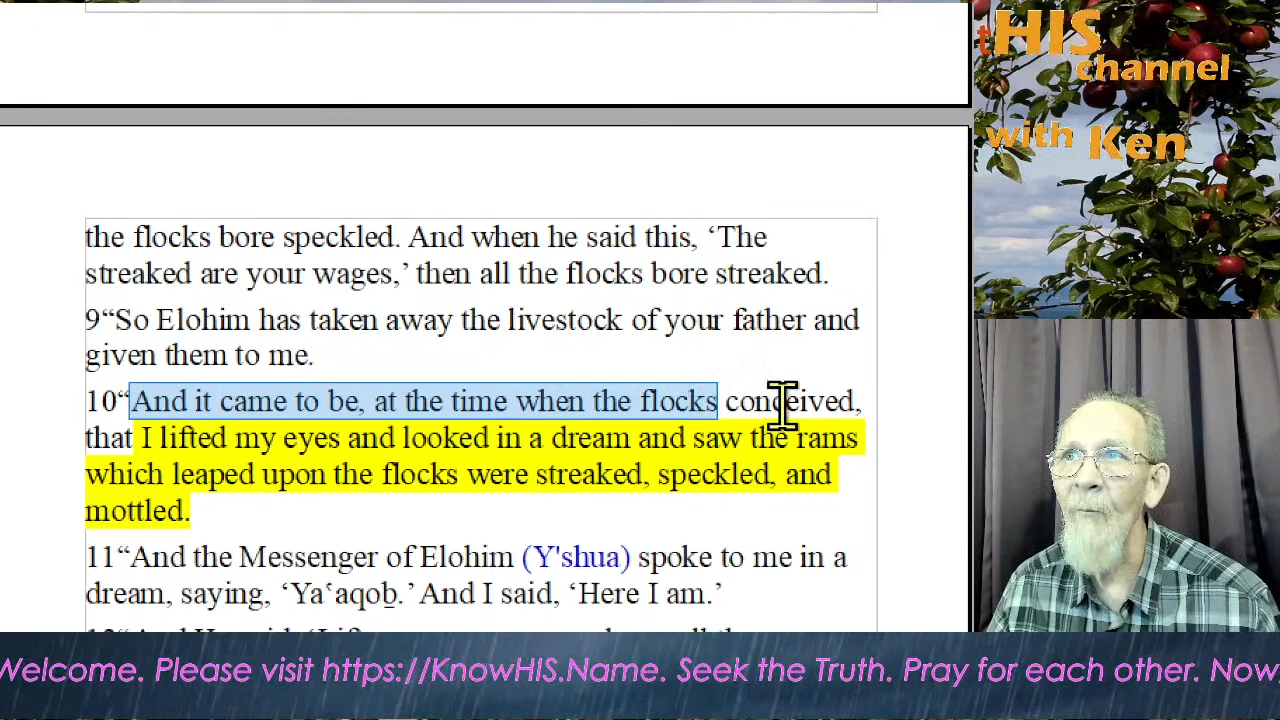 the flocks bore speckled. And when he said this, ‘The
streaked are your wages,’ then all the flocks bore streaked.
9“So Elohim has taken away the livestock of your father and
given them to me.
10“And it came to be, at the time when the flocks conceived,
that I lifted my eyes and looked in a dream and saw the rams
which leaped upon the flocks were streaked, speckled, and
mottled.
11“And the Messenger of Elohim (Y'shua) spoke to me in a
dream, saying, ‘Yaʽaqoḇ.’ And I said, ‘Here I am.’
tHIS
channel
with Ken
Welcome. Please visit https://KnowHIS.Name. Seek the Truth. Pray for each other. Now,